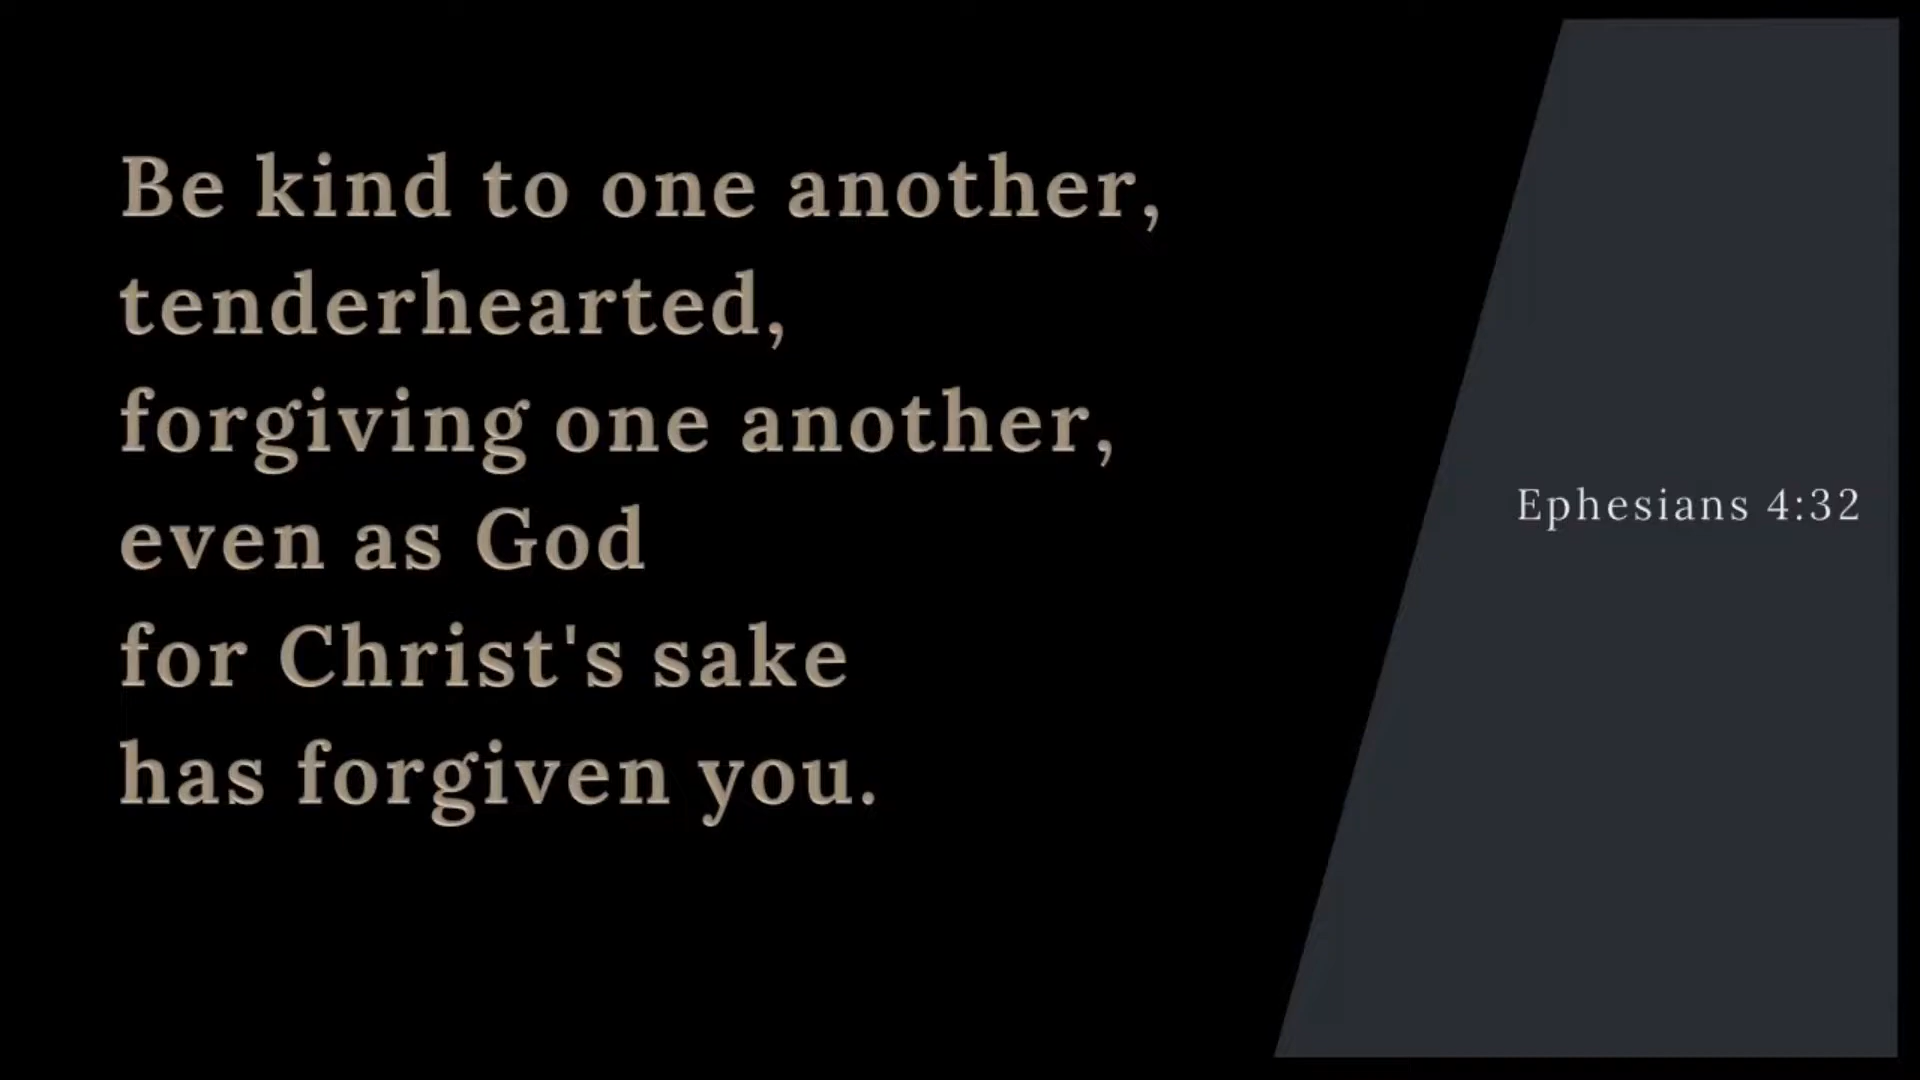 Be kind to one another,
tenderhearted,
forgiving one another,
even as God
for Christ's sake
has forgiven you.
Ephesians 4:32